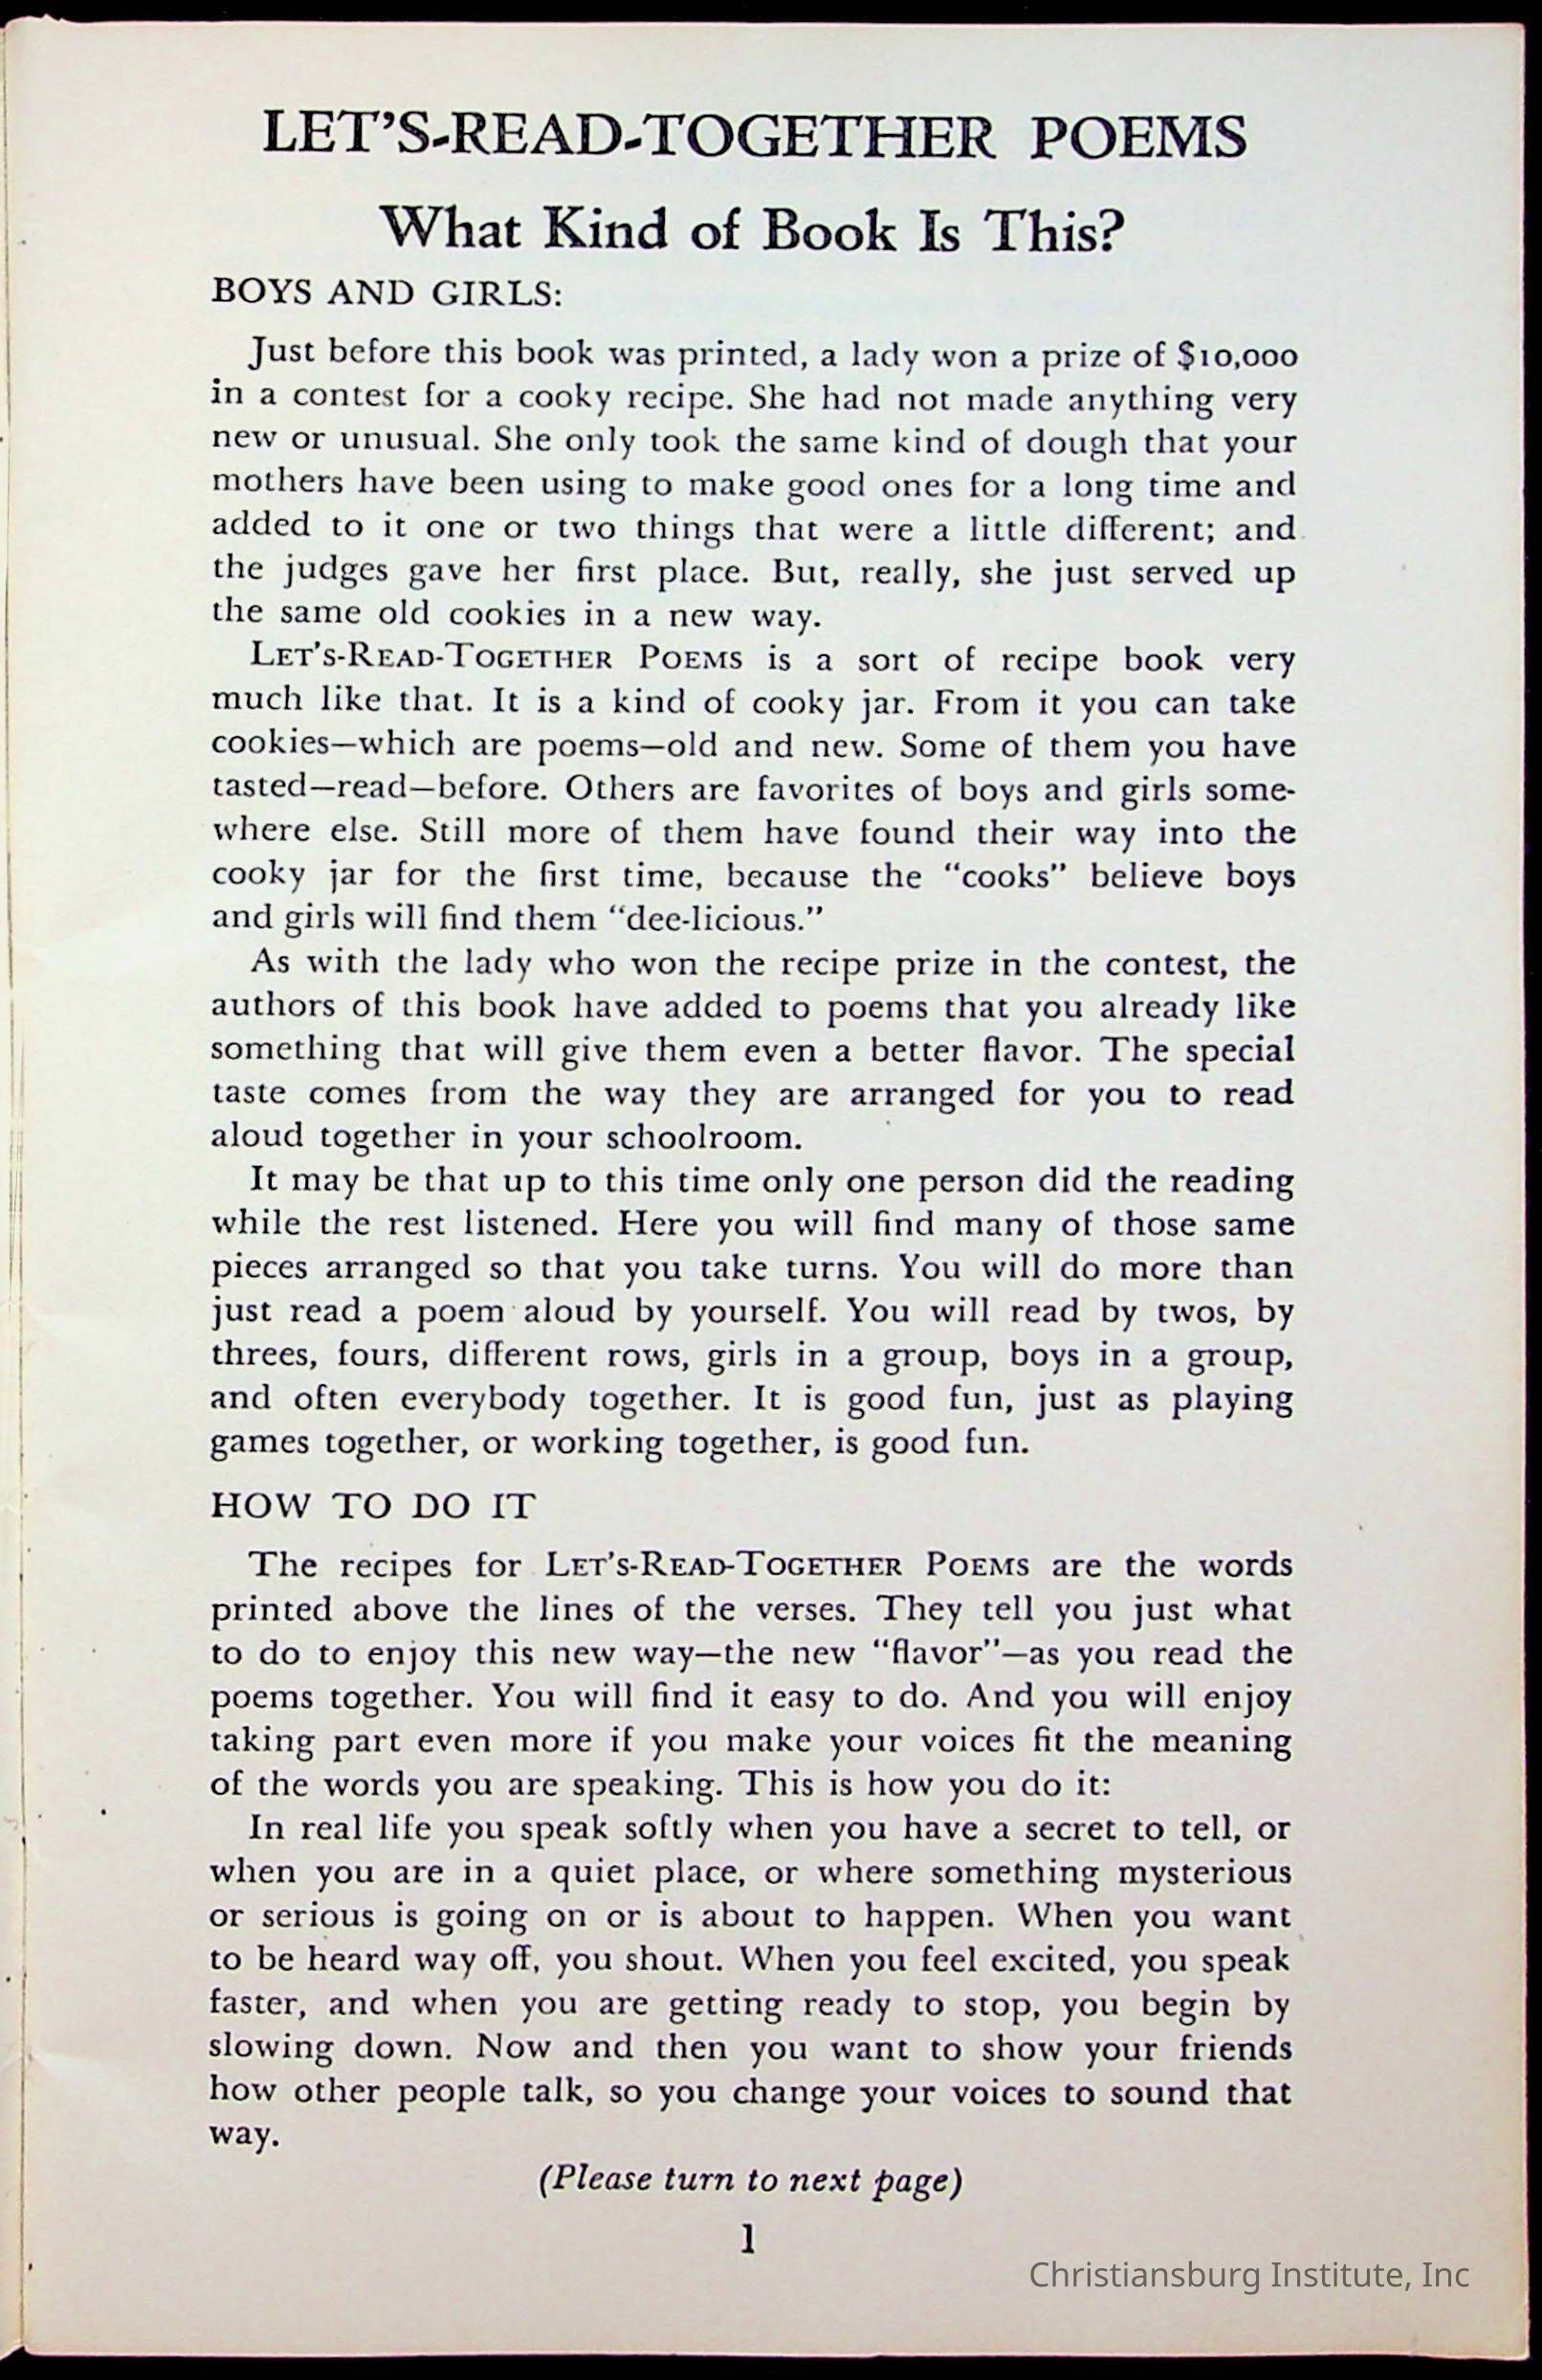 LET'S-READ-TOGETHER POEMS
What Kind of Book Is This?
BOYS AND GIRLS:
Just before this book was printed, a lady won a prize of $10,000
in a contest for a cooky recipe. She had not made anything very
new or unusual. She only took the same kind of dough that your
mothers have been using to make good ones for a long time and
added to it one or two things that were a little different; and
the judges gave her first place. But, really, she just served up
the same old cookies in a new way.
LET'S-READ-TOGETHER POEMS is a sort of recipe book very
much like that. It is a kind of cooky jar. From it you can take
cookies—which are poems—old and new. Some of them you have
tasted—read—before. Others are favorites of boys and girls some-
where else. Still more of them have found their way into the
cooky jar for the first time, because the “cooks” believe boys
and girls will find them “dee-licious.”
As with the lady who won the recipe prize in the contest, the
authors of this book have added to poems that you already like
something that will give them even a better flavor. The special
taste comes from the way they are arranged for you to read
aloud together in your schoolroom.
It may be that up to this time only one person did the reading
while the rest listened. Here you will find many of those same
pieces arranged so that you take turns. You will do more than
just read a poem aloud by yourself. You will read by twos, by
threes, fours, different rows, girls in a group, boys in a group,
and often everybody together. It is good fun, just as playing
games together, or working together, is good fun.
HOW TO DO IT
The recipes for LET'S-READ-TOGETHER POEMS are the words
printed above the lines of the verses. They tell you just what
to do to enjoy this new way—the new “flavor”—as you read the
poems together. You will find it easy to do. And you will enjoy
taking part even more if you make your voices fit the meaning
of the words you are speaking. This is how you do it:
In real life you speak softly when you have a secret to tell, or
when you are in a quiet place, or where something mysterious
or serious is going on or is about to happen. When you want
to be heard way off, you shout. When you feel excited, you speak
faster, and when you are getting ready to stop, you begin by
slowing down. Now and then you want to show your friends
how other people talk, so you change your voices to sound that
way.
(Please turn to next page)
1
Christiansburg Institute, Inc